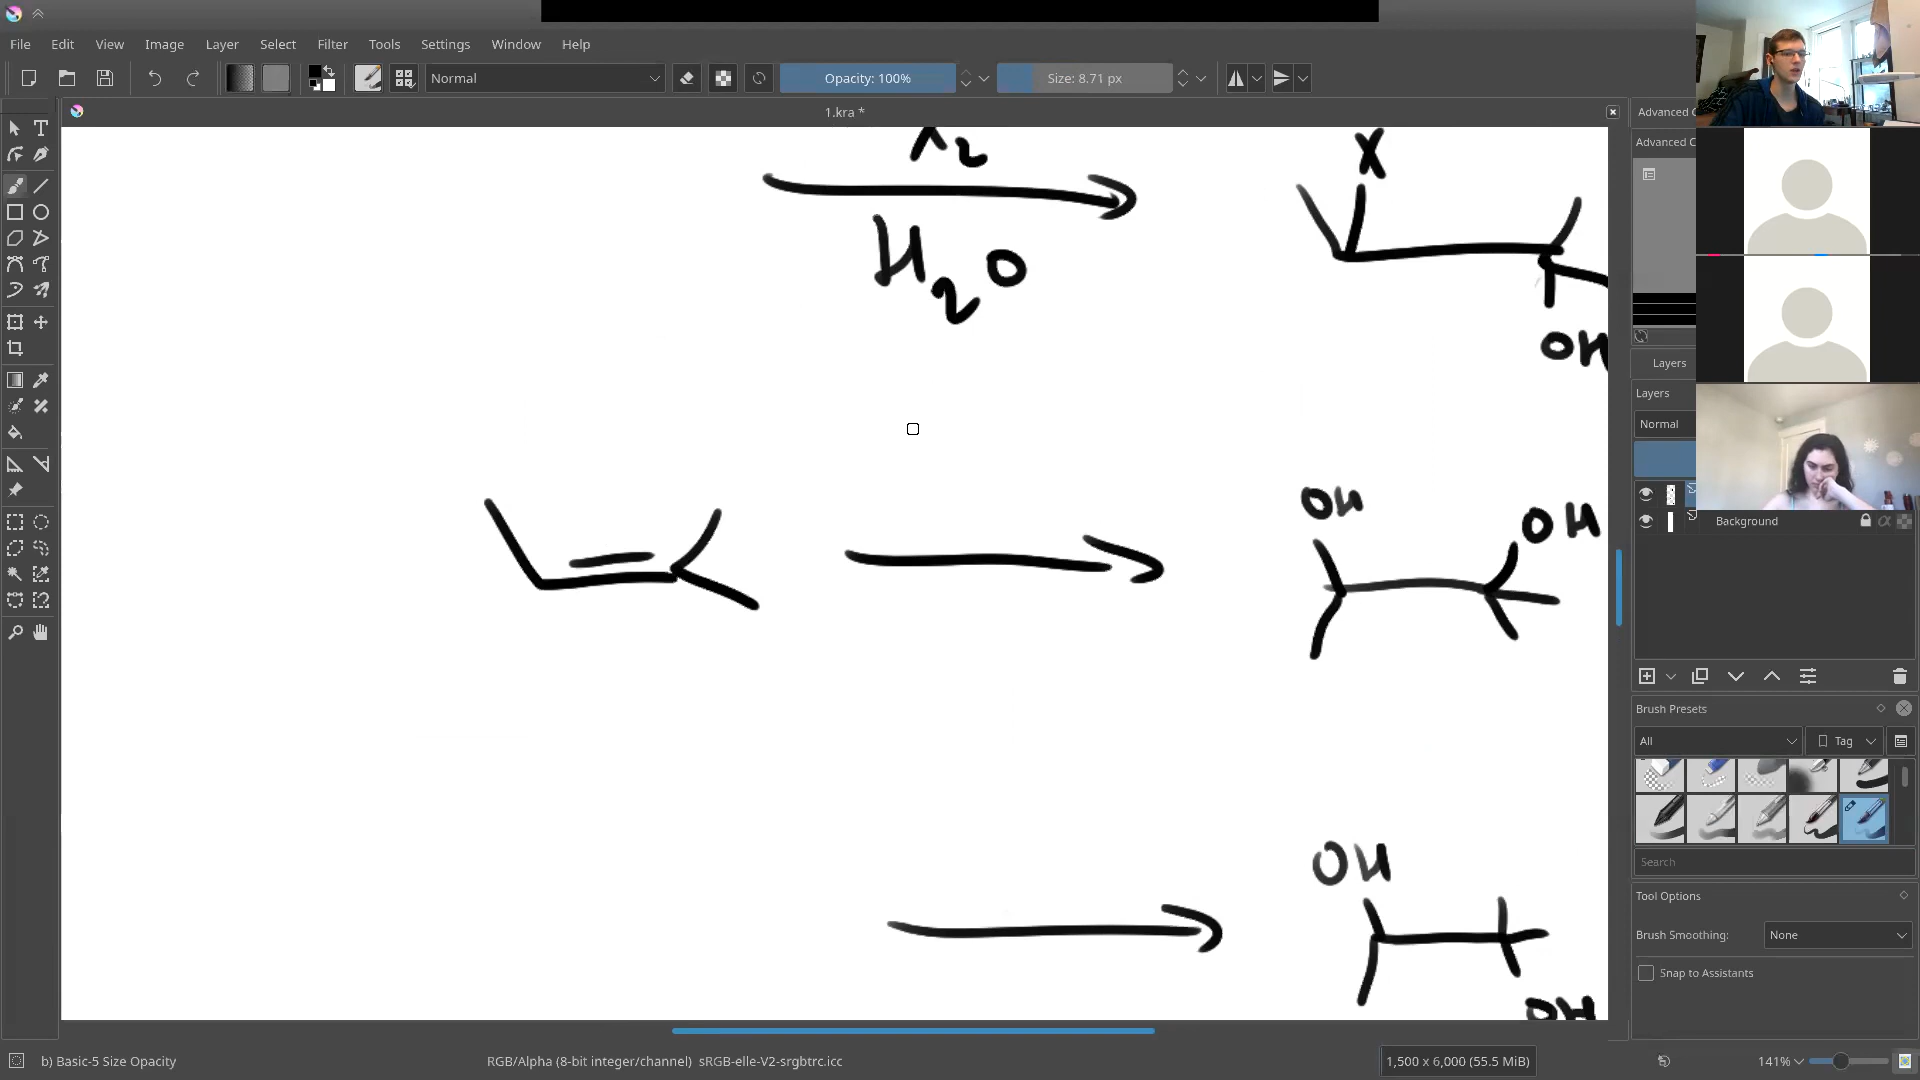 File Edit View Image Layer Select Filter Tools Settings Window Help
Normal
Opacity: 100%
Size: 8.71 px
1.kra *
Advanced C
Advanced C
X2
H2O
X
OH
OH
OH
OH
OH
Layers
Layers
Normal
Background
Brush Presets
All
Tag
Search
Tool Options
Brush Smoothing: None
Snap to Assistants
b) Basic-5 Size Opacity
RGB/Alpha (8-bit integer/channel) sRGB-elle-V2-srgbtrc.icc
1,500 x 6,000 (55.5 MiB)
141%